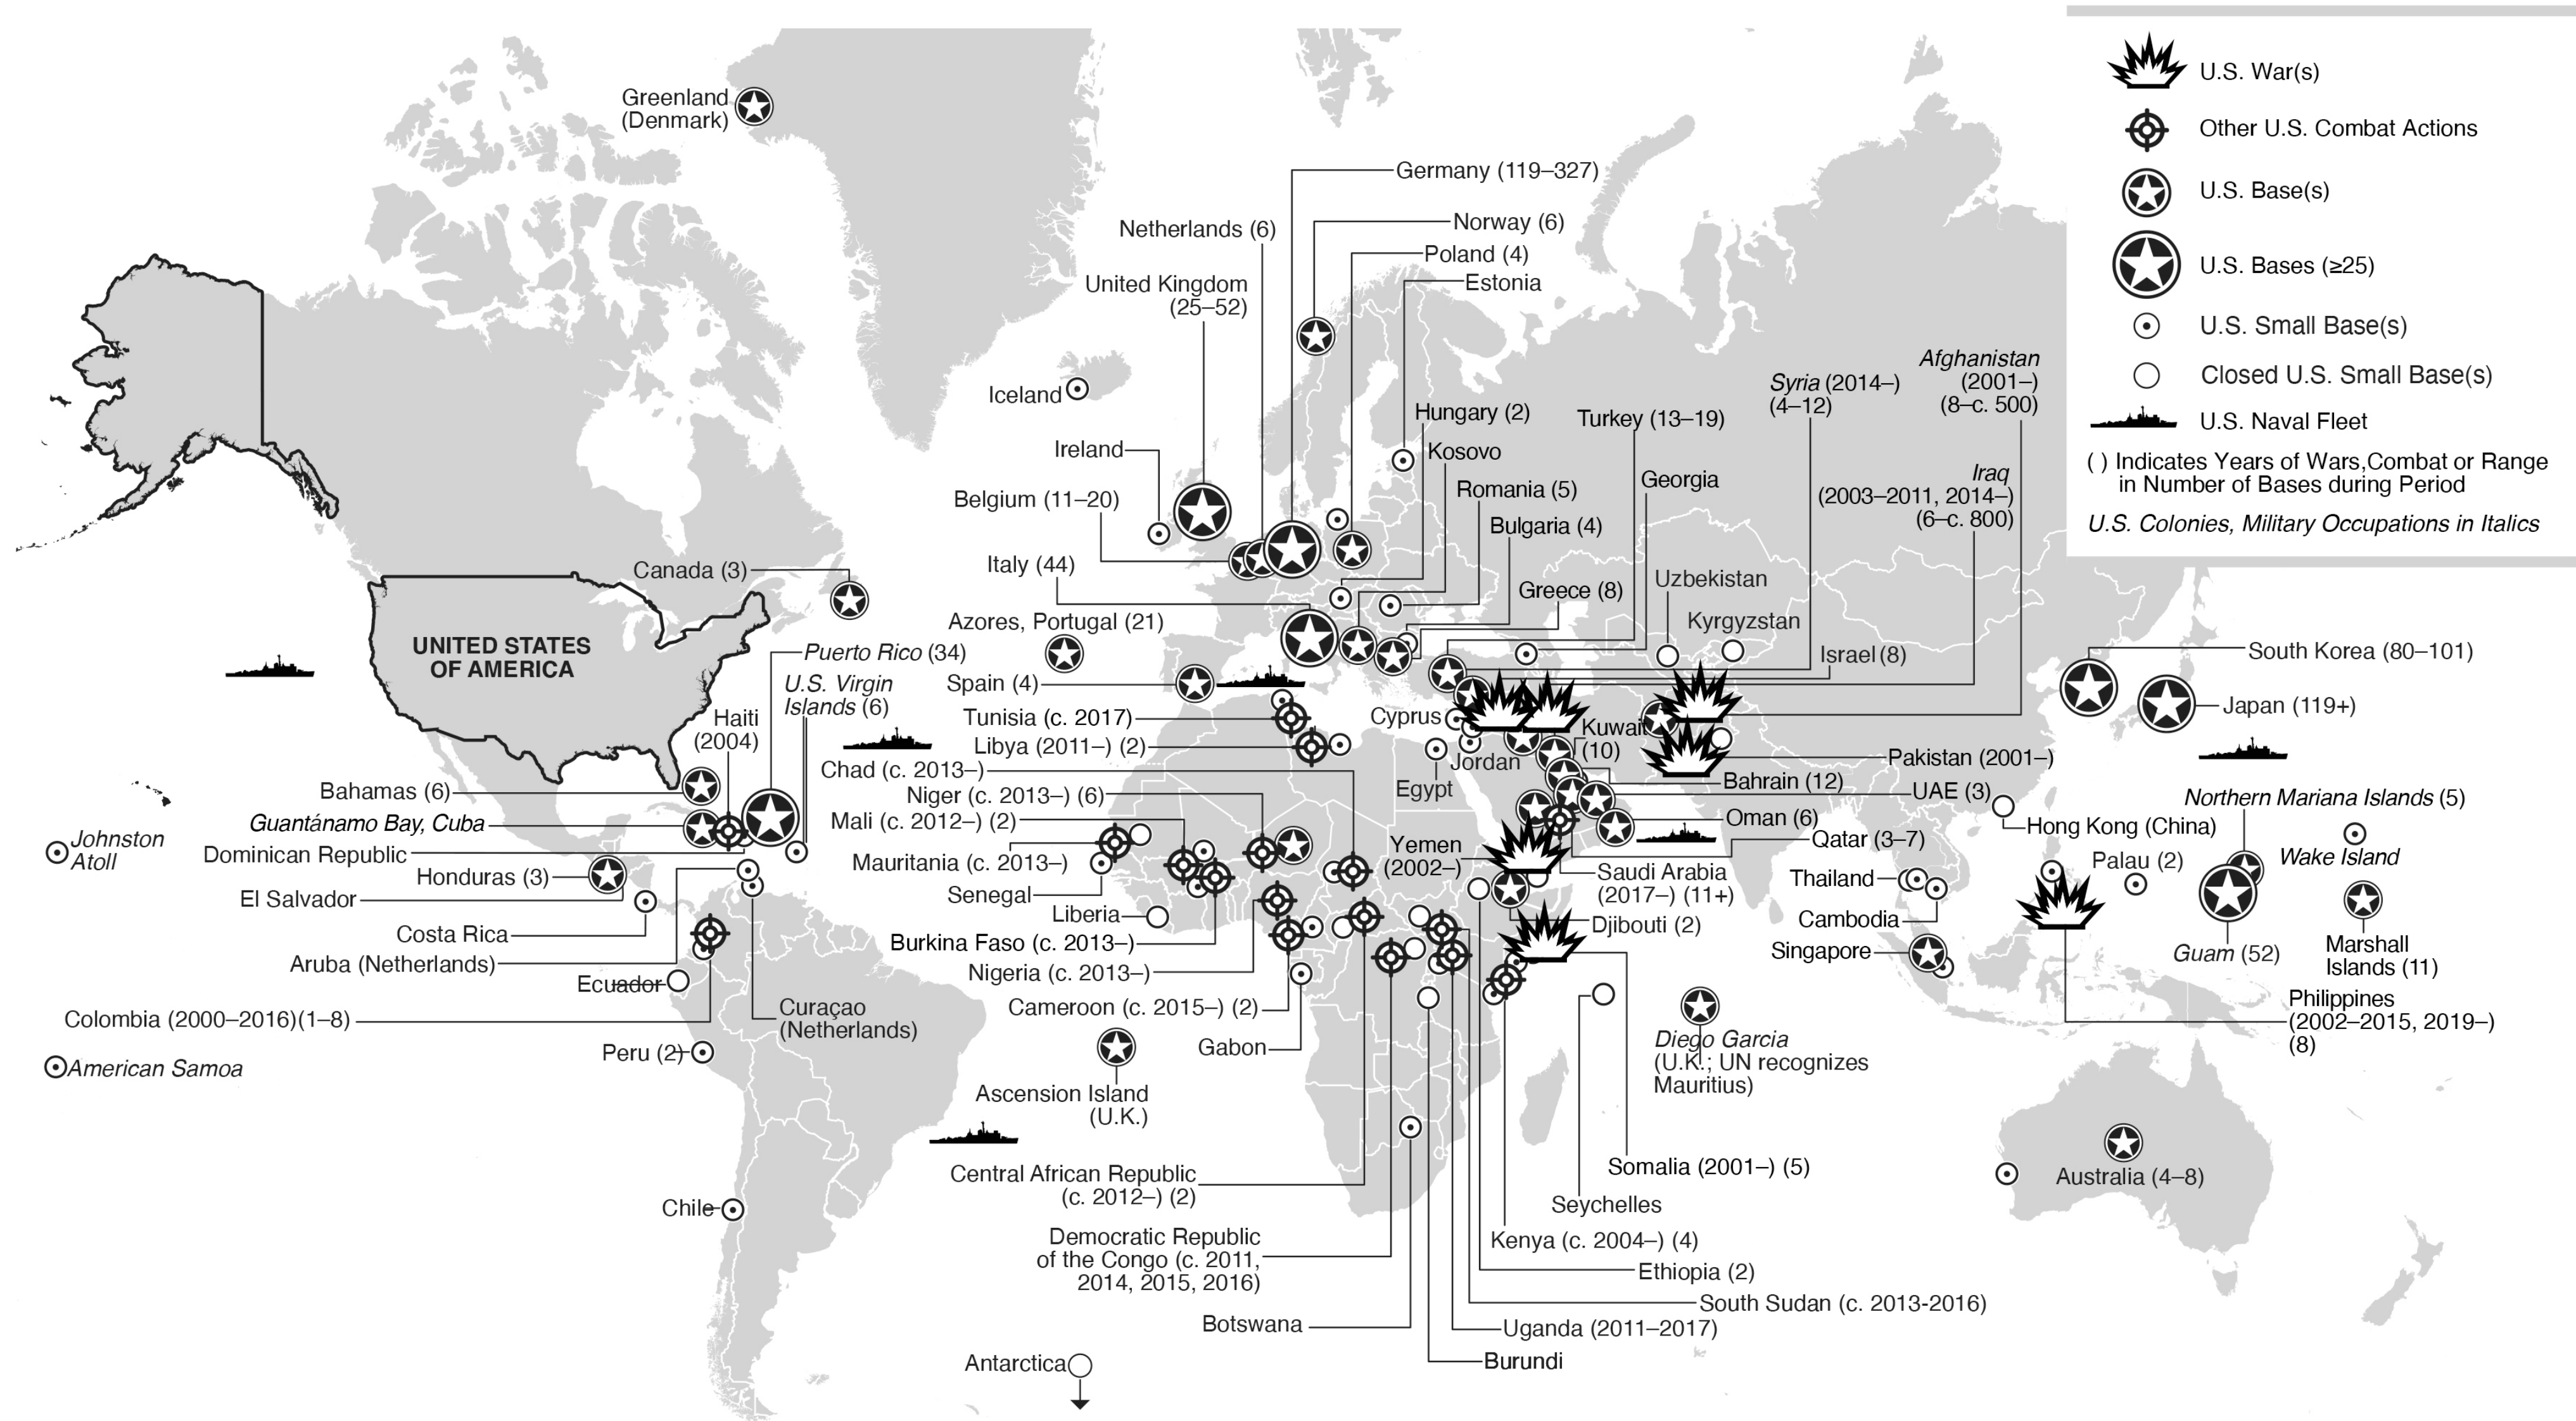 U.S. War(s)
Other U.S. Combat Actions
U.S. Base(s)
U.S. Bases (≥25)
U.S. Small Base(s)
Closed U.S. Small Base(s)
U.S. Naval Fleet
( ) Indicates Years of Wars,Combat or Range
in Number of Bases during Period
U.S. Colonies, Military Occupations in Italics
Greenland
(Denmark)
Germany (119–327)
Netherlands (6)
Norway (6)
Poland (4)
United Kingdom
(25–52)
Estonia
Iceland
Ireland
Belgium (11–20)
Italy (44)
Hungary (2)
Kosovo
Romania (5)
Bulgaria (4)
Greece (8)
Turkey (13–19)
Georgia
Syria (2014–)
(4–12)
Afghanistan
(2001–)
(8–c. 500)
Iraq
(2003–2011, 2014–)
(6–c. 800)
Uzbekistan
Kyrgyzstan
Israel (8)
Canada (3)
UNITED STATES
OF AMERICA
Azores, Portugal (21)
Puerto Rico (34)
U.S. Virgin
Islands (6)
Haiti
(2004)
Spain (4)
Tunisia (c. 2017)
Libya (2011–) (2)
Chad (c. 2013–)
Niger (c. 2013–) (6)
Mali (c. 2012–) (2)
Mauritania (c. 2013–)
Senegal
Liberia
Burkina Faso (c. 2013–)
Nigeria (c. 2013–)
Cameroon (c. 2015–) (2)
Gabon
Cyprus
Egypt
Jordan
Kuwait
(10)
Pakistan (2001–)
Bahrain (12)
UAE (3)
Oman (6)
Qatar (3–7)
Yemen
(2002–)
Saudi Arabia
(2017–) (11+)
Djibouti (2)
South Korea (80–101)
Japan (119+)
Northern Mariana Islands (5)
Hong Kong (China)
Palau (2)
Wake Island
Thailand
Cambodia
Singapore
Guam (52)
Marshall
Islands (11)
Philippines
(2002–2015, 2019–)
(8)
Bahamas (6)
Guantánamo Bay, Cuba
Johnston
Atoll
Dominican Republic
Honduras (3)
El Salvador
Costa Rica
Aruba (Netherlands)
Ecuador
Colombia (2000–2016)(1–8)
Curaçao
(Netherlands)
Peru (2)
American Samoa
Chile
Ascension Island
(U.K.)
Diego Garcia
(U.K.; UN recognizes
Mauritius)
Central African Republic
(c. 2012–) (2)
Democratic Republic
of the Congo (c. 2011,
2014, 2015, 2016)
Botswana
Antarctica
Somalia (2001–) (5)
Seychelles
Kenya (c. 2004–) (4)
Ethiopia (2)
South Sudan (c. 2013-2016)
Uganda (2011–2017)
Burundi
Australia (4–8)